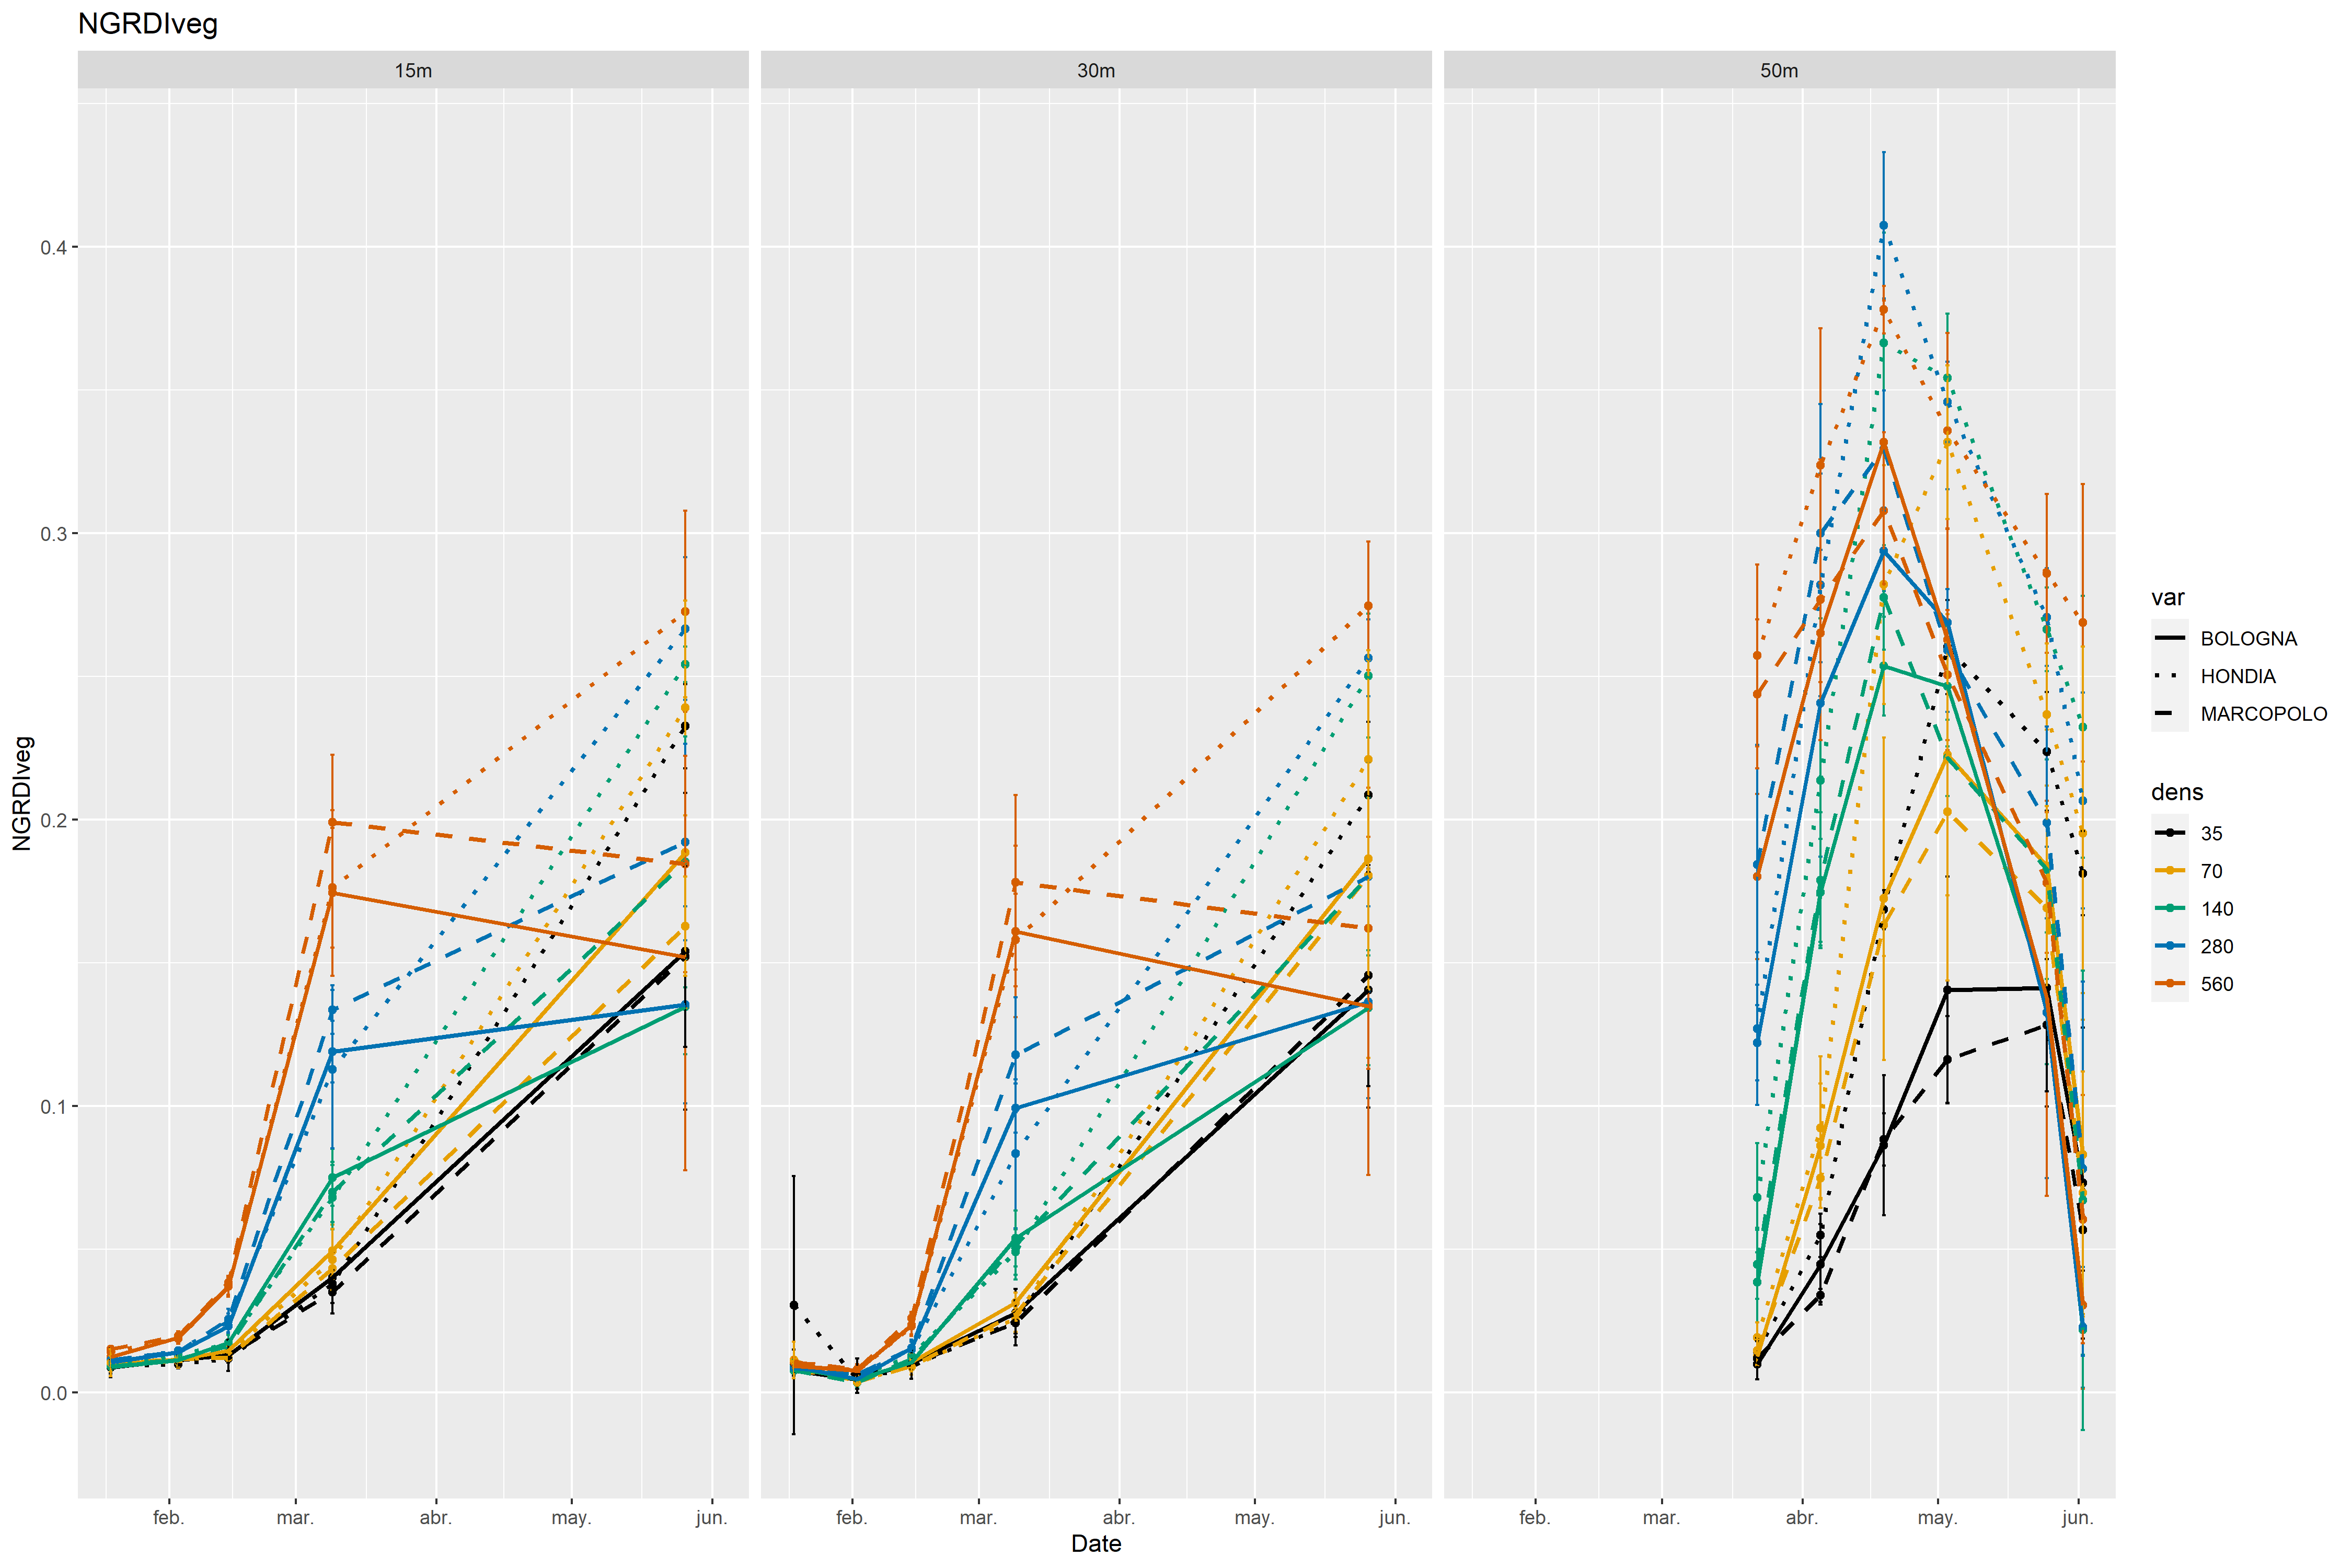 NGRDIveg
15m
30m
50m
NGRDIveg
0.4
0.3
0.2
0.1
0.0
feb.
mar.
abr.
may.
jun.
feb.
mar.
abr.
may.
jun.
feb.
mar.
abr.
may.
jun.
Date
var
BOLOGNA
HONDIA
MARCOPOLO
dens
35
70
140
280
560